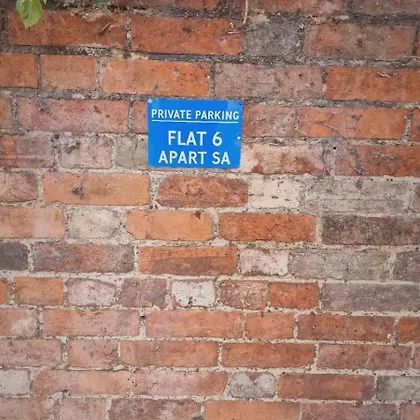 PRIVATE PARKING
FLAT 6
APART SA